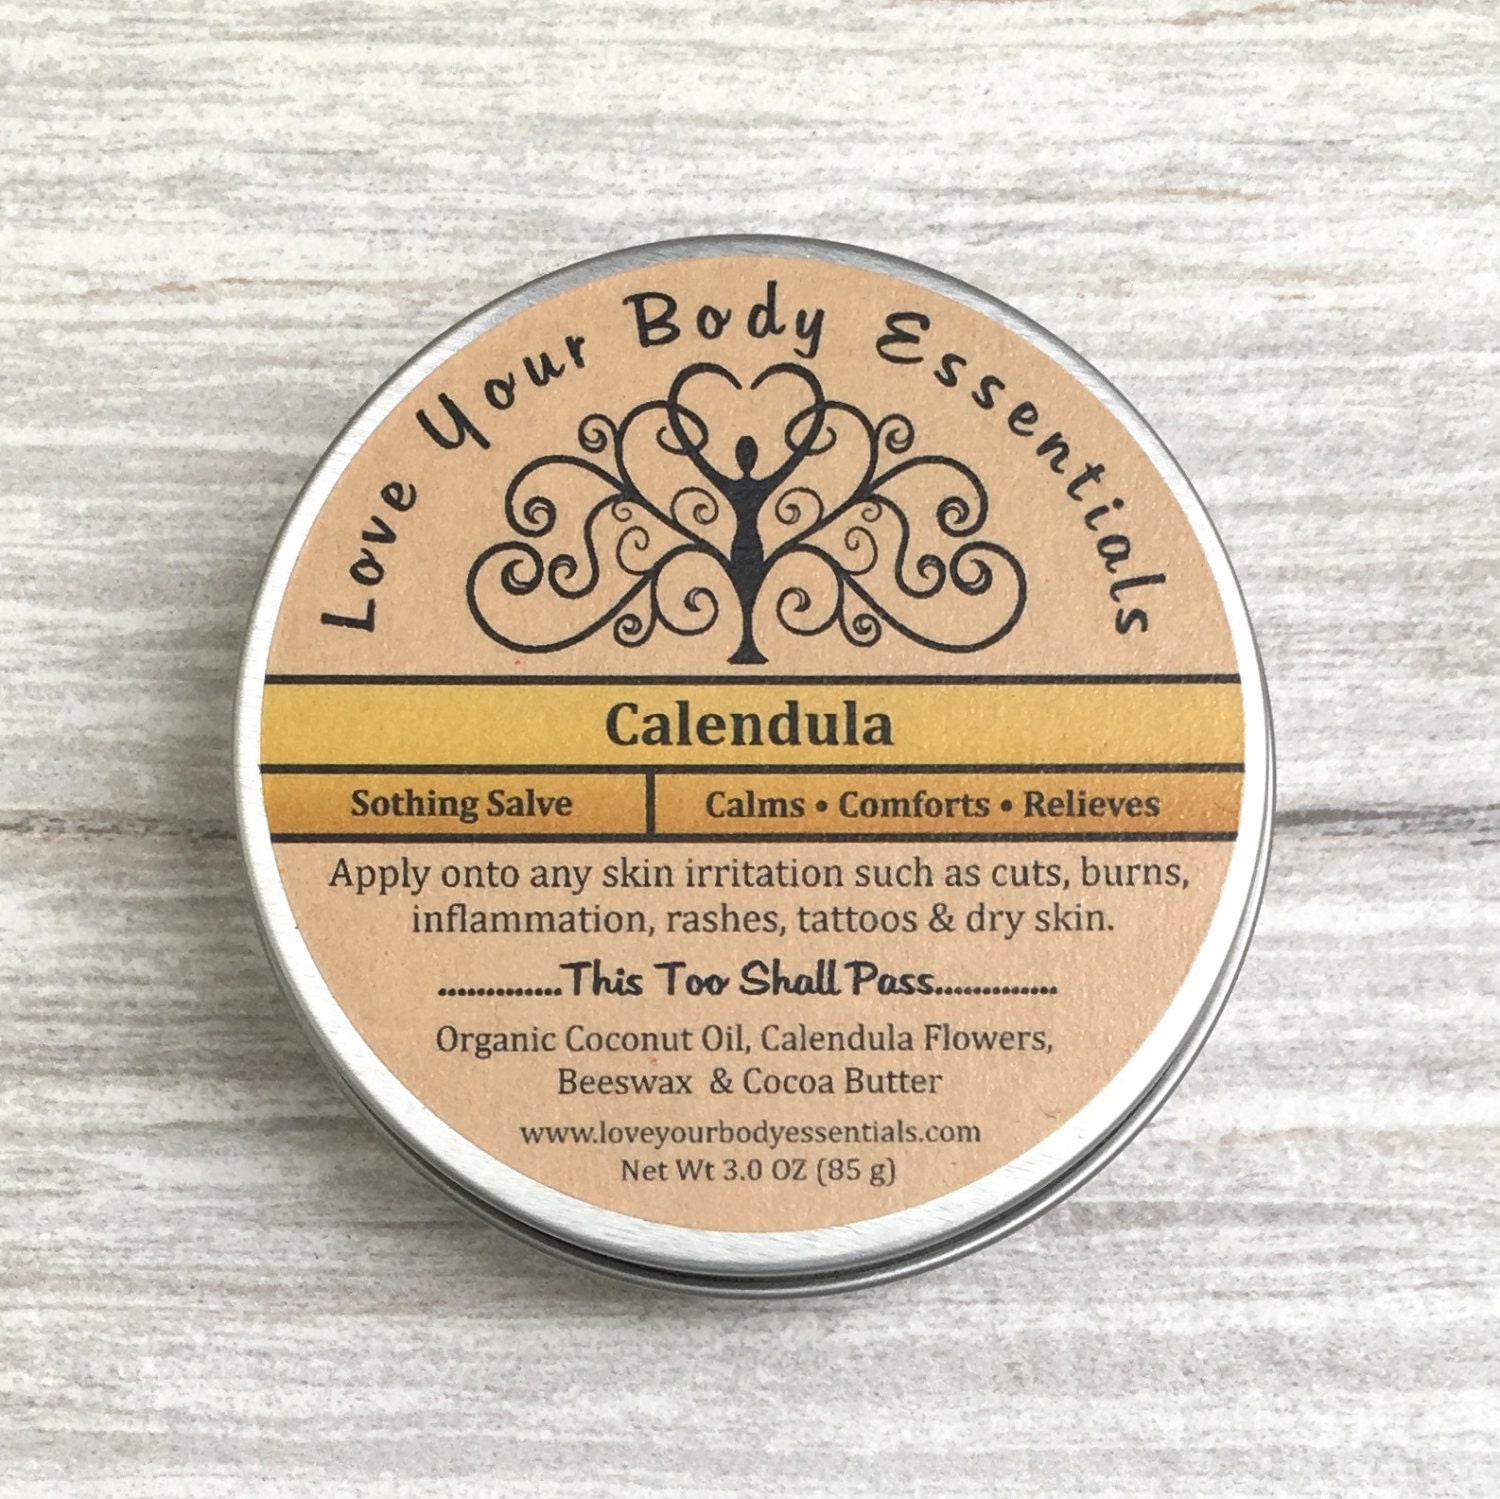 Love Your Body Essentials
Calendula
Sothing Salve
Calms • Comforts • Relieves
Apply onto any skin irritation such as cuts, burns,
inflammation, rashes, tattoos & dry skin.
.............This Too Shall Pass.............
Organic Coconut Oil, Calendula Flowers,
Beeswax & Cocoa Butter
www.loveyourbodyessentials.com
Net Wt 3.0 OZ (85 g)